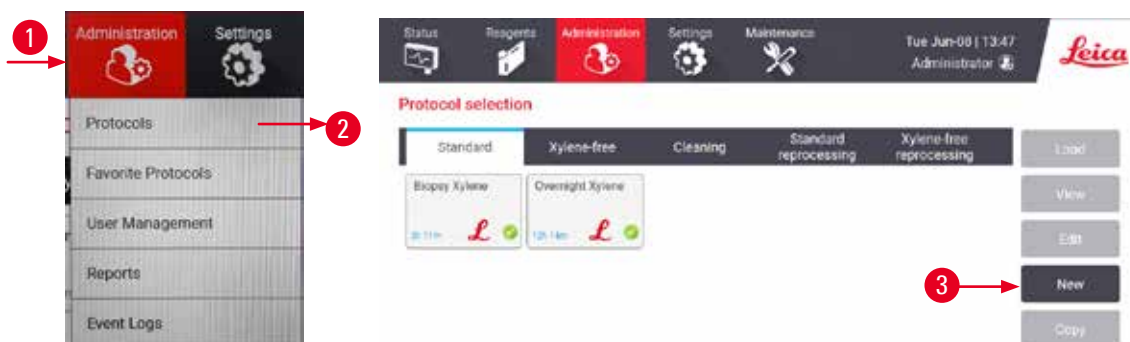 1
Administration
Settings
Protocols
2
Favorite Protocols
User Management
Reports
Event Logs
Status
Reagents
Administration
Settings
Maintenance
Tue Jun-08 | 13:47
Administrator
Leica
Protocol selection
Standard
Xylene-free
Cleaning
Standard
reprocessing
Xylene-free
reprocessing
Biopsy Xylene
Overnight Xylene
L
L
Load
View
Edit
3
New
Copy